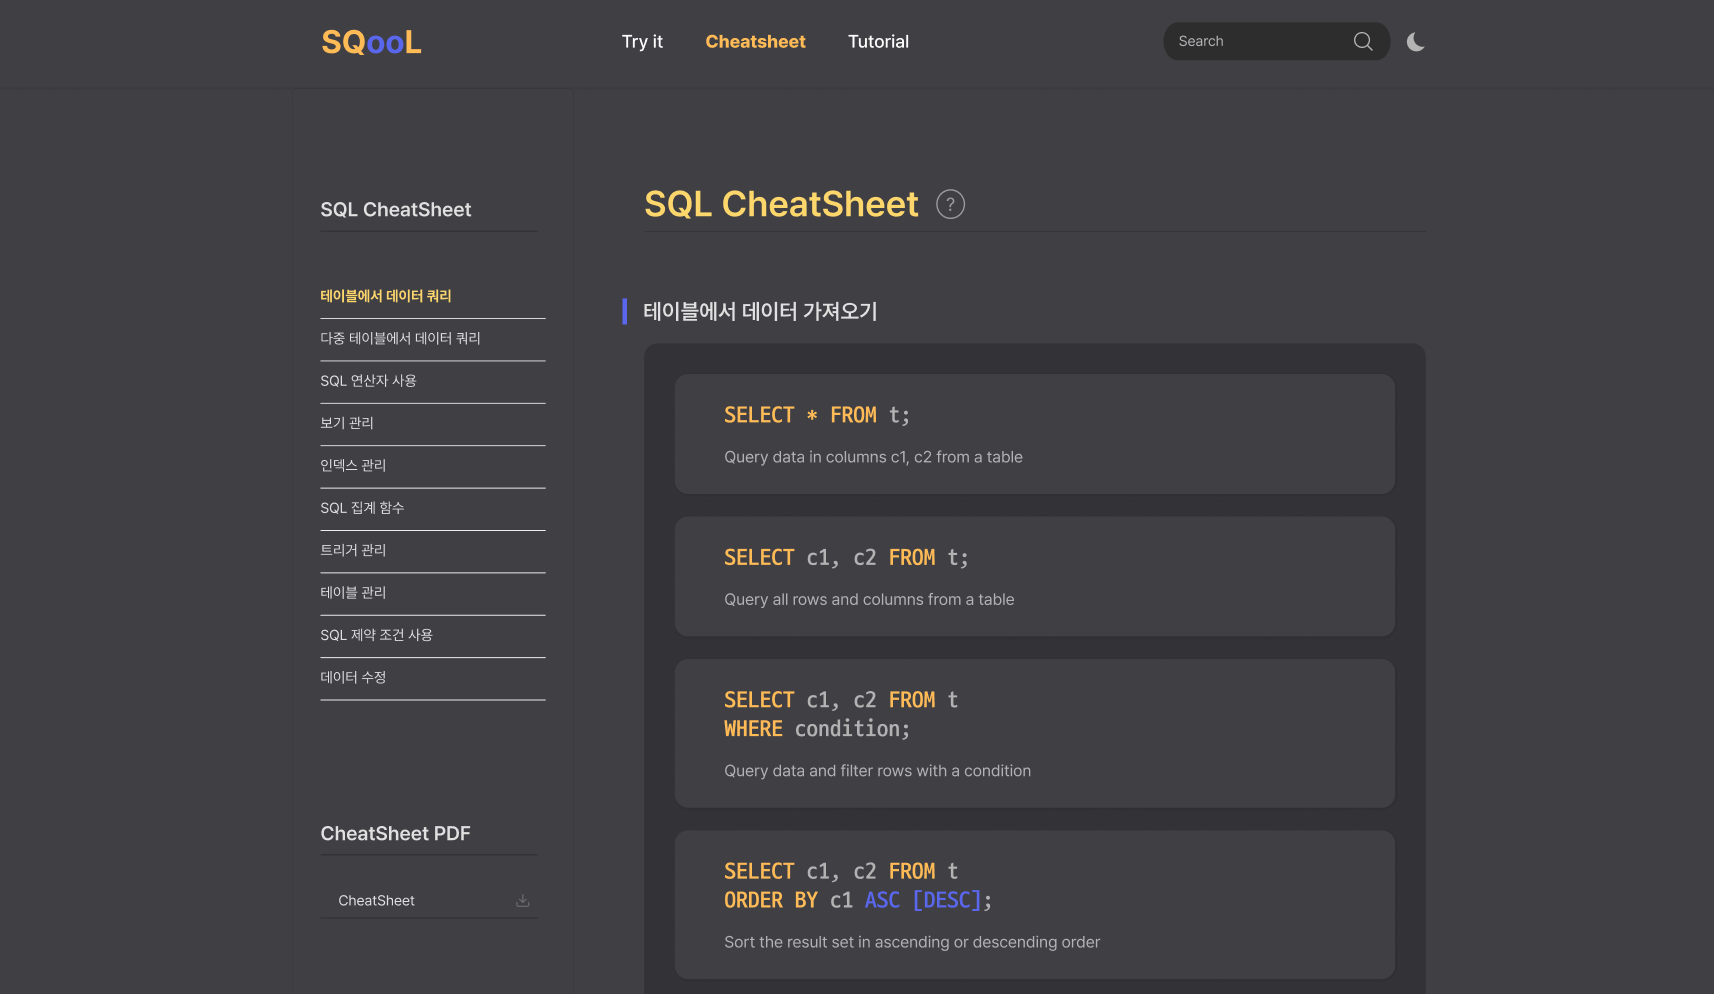 SQooL
Try it
Cheatsheet
Tutorial
Search
SQL CheatSheet
테이블에서 데이터 쿼리
다중 테이블에서 데이터 쿼리
SQL 연산자 사용
보기 관리
인덱스 관리
SQL 집계 함수
트리거 관리
테이블 관리
SQL 제약 조건 사용
데이터 수정
CheatSheet PDF
CheatSheet
SQL CheatSheet ?
테이블에서 데이터 가져오기
SELECT * FROM t;
Query data in columns c1, c2 from a table
SELECT c1, c2 FROM t;
Query all rows and columns from a table
SELECT c1, c2 FROM t
WHERE condition;
Query data and filter rows with a condition
SELECT c1, c2 FROM t
ORDER BY c1 ASC [DESC];
Sort the result set in ascending or descending order